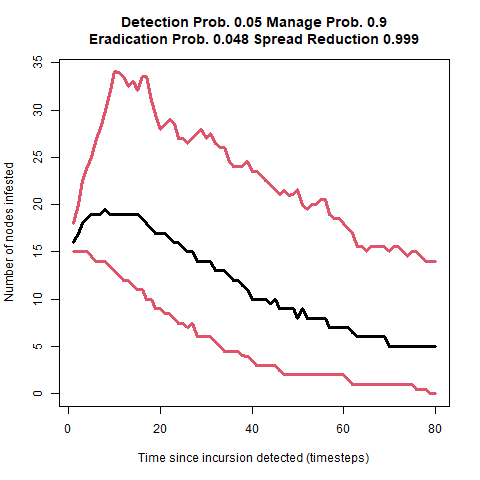 Detection Prob. 0.05 Manage Prob. 0.9
Eradication Prob. 0.048 Spread Reduction 0.999
Number of nodes infested
35
30
25
20
15
10
5
0
0 20 40 60 80
Time since incursion detected (timesteps)